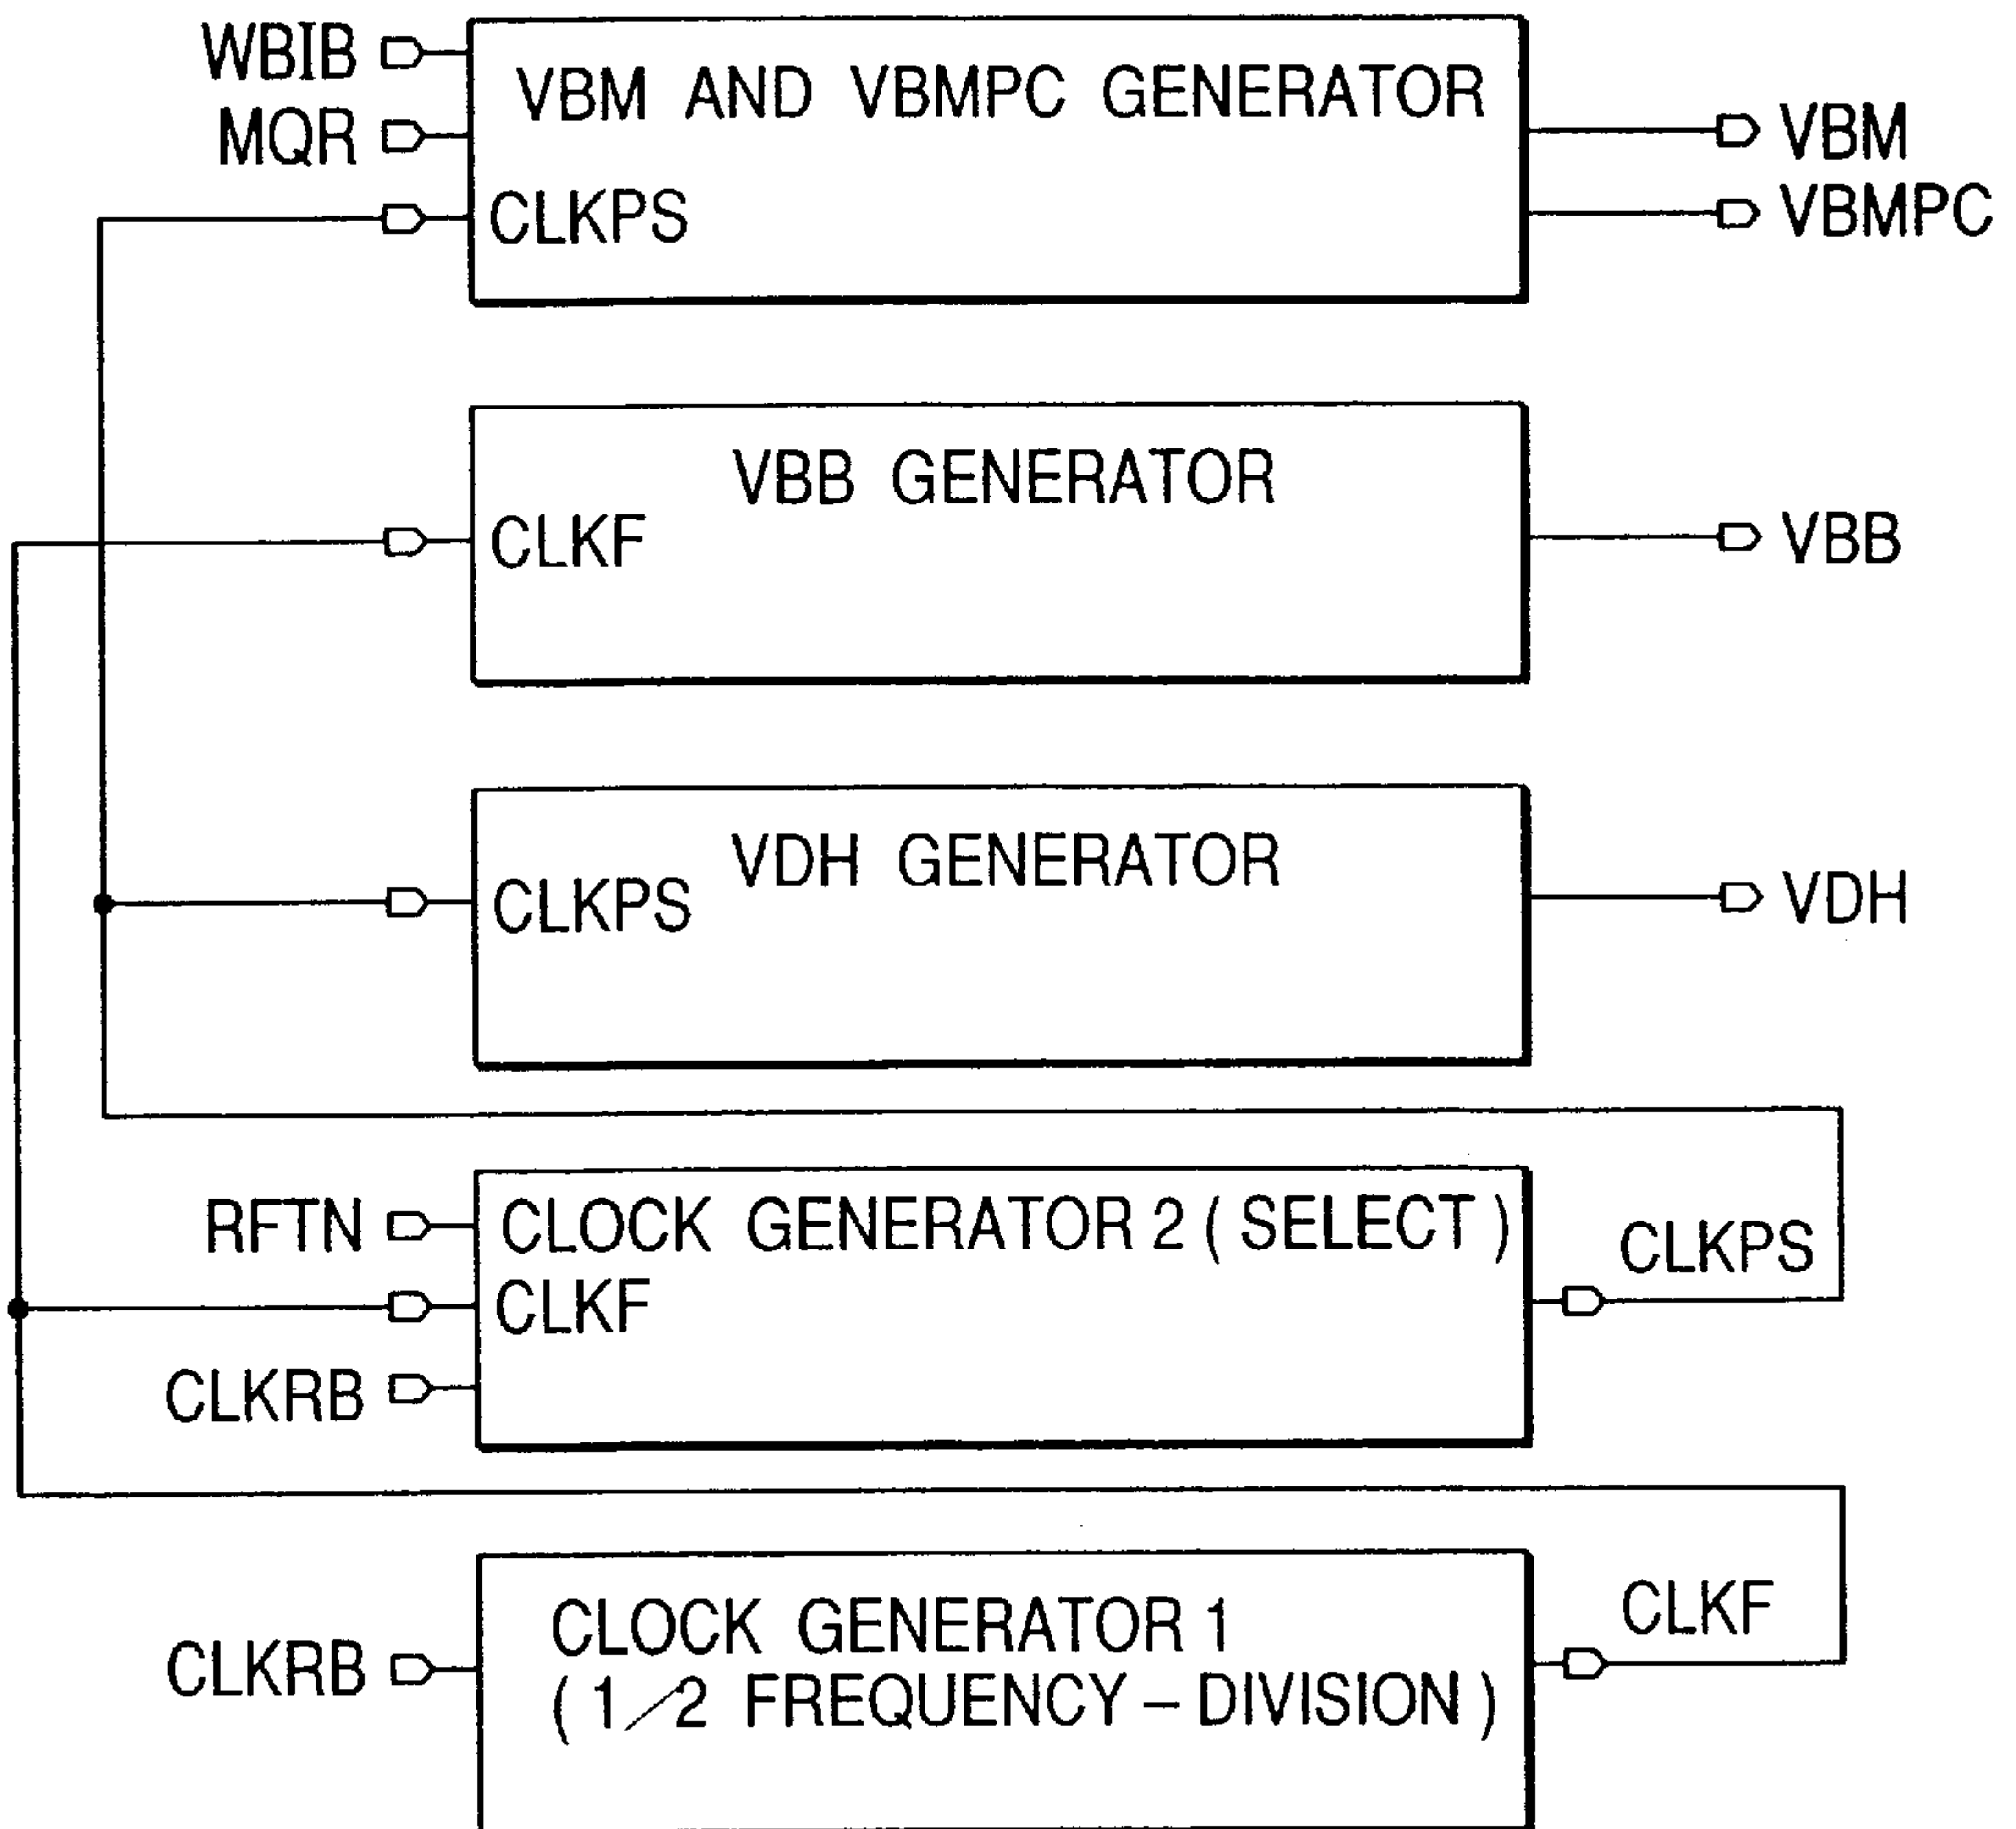 WBIB
VBM AND VBMPC GENERATOR
MQR
VBM
CLKPS
VBMPC
VBB GENERATOR
CLKF
VBB
VDH GENERATOR
CLKPS
VDH
RFTN
CLOCK GENERATOR 2 ( SELECT )
CLKPS
CLKF
CLKRB
CLOCK GENERATOR 1
CLKF
CLKRB
( 1/2 FREQUENCY – DIVISION )